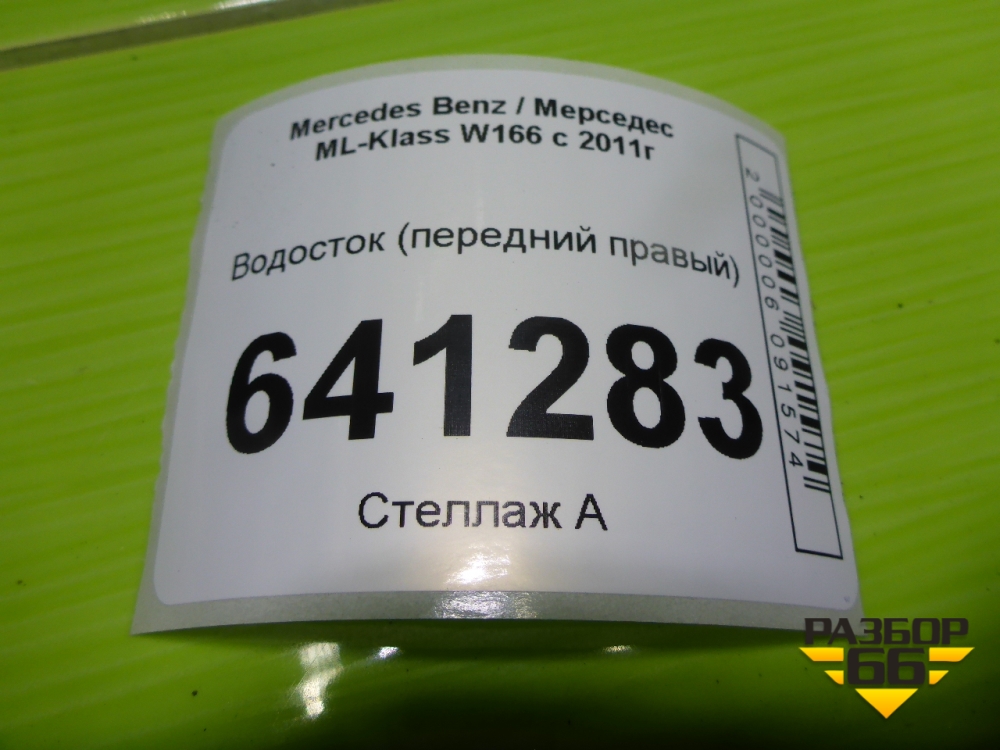 Mercedes Benz / Мерседес
ML-Klass W166 с 2011г
Водосток (передний правый)
641283
Стеллаж А
2000006091574
РАЗБОР
66